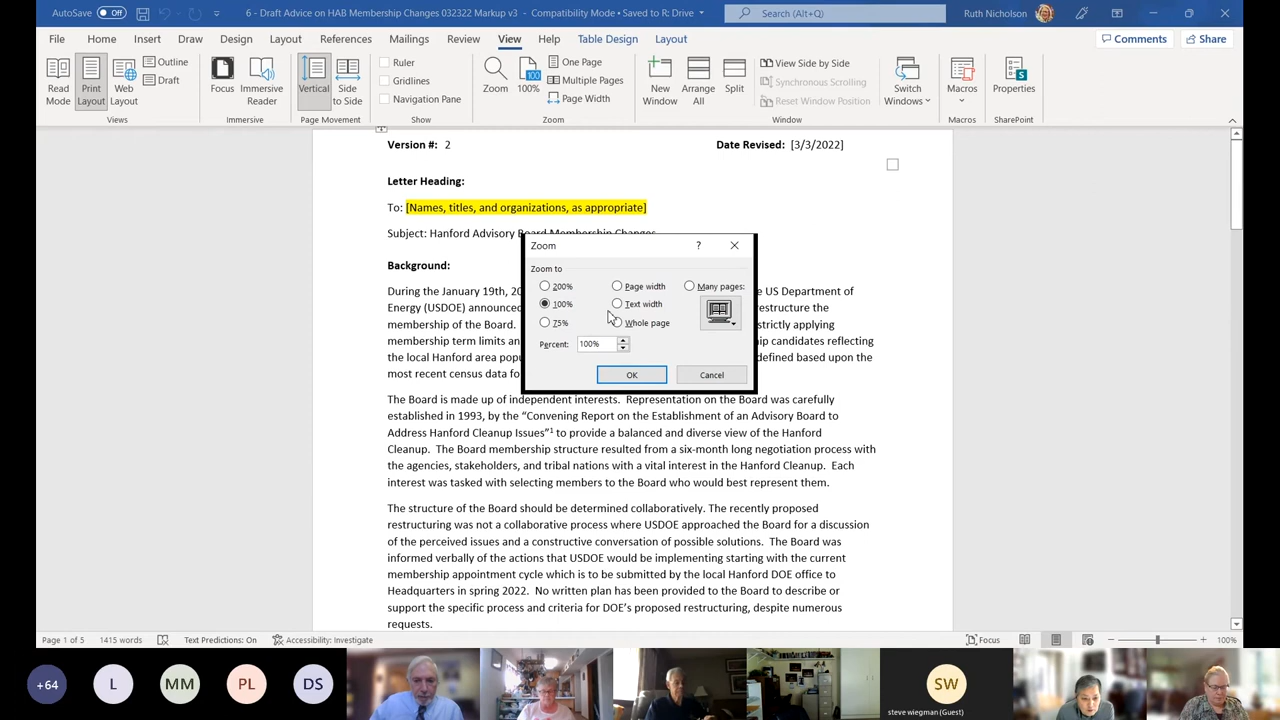 AutoSave Off 6 - Draft Advice on HAB Membership Changes 032322 Markup v3 - Compatibility Mode • Saved to R: Drive Search (Alt+Q) Ruth Nicholson
File Home Insert Draw Design Layout References Mailings Review View Help Table Design Layout Comments Share
Read Mode
Print Layout
Web Layout
Outline
Draft
Views
Focus
Immersive Reader
Immersive
Vertical
Side to Side
Page Movement
Ruler
Gridlines
Navigation Pane
Show
Zoom
100
100%
One Page
Multiple Pages
Page Width
Zoom
New Window
Arrange All
Split
View Side by Side
Synchronous Scrolling
Reset Window Position
Switch Windows
Window
Macros
Macros
Properties
SharePoint
Version #: 2 Date Revised: [3/3/2022]
Letter Heading:
To: [Names, titles, and organizations, as appropriate]
Subject: Hanford Advisory Board Membership Changes
Background:
During the January 19th, 20 e US Department of
Energy (USDOE) announced restructure the
membership of the Board. strictly applying
membership term limits an hip candidates reflecting
the local Hanford area popu defined based upon the
most recent census data fo
Zoom
?
Zoom to
200% Page width Many pages:
100% Text width
75% Whole page
Percent: 100%
OK Cancel
The Board is made up of independent interests. Representation on the Board was carefully
established in 1993, by the “Convening Report on the Establishment of an Advisory Board to
Address Hanford Cleanup Issues”1 to provide a balanced and diverse view of the Hanford
Cleanup. The Board membership structure resulted from a six-month long negotiation process with
the agencies, stakeholders, and tribal nations with a vital interest in the Hanford Cleanup. Each
interest was tasked with selecting members to the Board who would best represent them.
The structure of the Board should be determined collaboratively. The recently proposed
restructuring was not a collaborative process where USDOE approached the Board for a discussion
of the perceived issues and a constructive conversation of possible solutions. The Board was
informed verbally of the actions that USDOE would be implementing starting with the current
membership appointment cycle which is to be submitted by the local Hanford DOE office to
Headquarters in spring 2022. No written plan has been provided to the Board to describe or
support the specific process and criteria for DOE’s proposed restructuring, despite numerous
requests.
Page 1 of 5 1415 words Text Predictions: On Accessibility: Investigate Focus 100%
+64 L MM PL DS SW
steve wiegman (Guest)